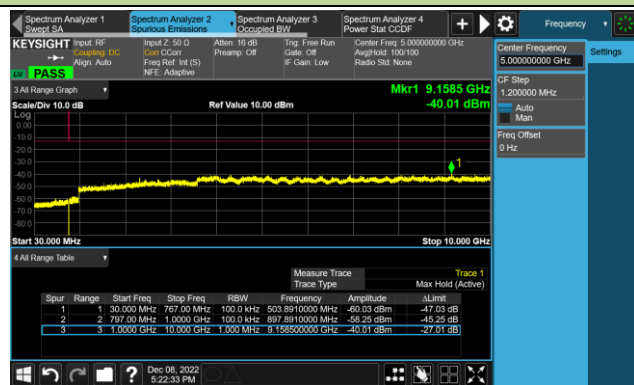 Spectrum Analyzer 1
Swept SA
Spectrum Analyzer 2
Spurious Emissions
Spectrum Analyzer 3
Occupied BW
Spectrum Analyzer 4
Power Stat CCDF
Frequency
KEYSIGHT
Input: RF
Coupling: DC
Align: Auto
Input Z: 50 Ω
Corr CCorr
Freq Ref: Int (S)
NFE: Adaptive
Atten: 16 dB
Preamp: Off
Trig: Free Run
Gate: Off
IF Gain: Low
Center Freq: 5.000000000 GHz
Avg|Hold: 100/100
Radio Std: None
PASS
Center Frequency
5.000000000 GHz
Settings
CF Step
1.200000 MHz
Auto
Man
Freq Offset
0 Hz
3 All Range Graph
Mkr1 9.1585 GHz
Scale/Div 10.0 dB
Ref Value 10.00 dBm
-40.01 dBm
Log
0.00
-10.0
-20.0
-30.0
-40.0
-50.0
-60.0
-70.0
-80.0
1
Start 30.000 MHz
Stop 10.000 GHz
4 All Range Table
Measure Trace Trace 1
Trace Type Max Hold (Active)
Spur Range Start Freq Stop Freq RBW Frequency Amplitude ΔLimit
1 1 30.000 MHz 767.00 MHz 100.0 kHz 503.8910000 MHz -60.03 dBm -47.03 dB
2 2 797.00 MHz 1.0000 GHz 100.0 kHz 897.8910000 MHz -58.25 dBm -45.25 dB
3 3 1.0000 GHz 10.000 GHz 1.000 MHz 9.158500000 GHz -40.01 dBm -27.01 dB
Dec 08, 2022
5:22:33 PM